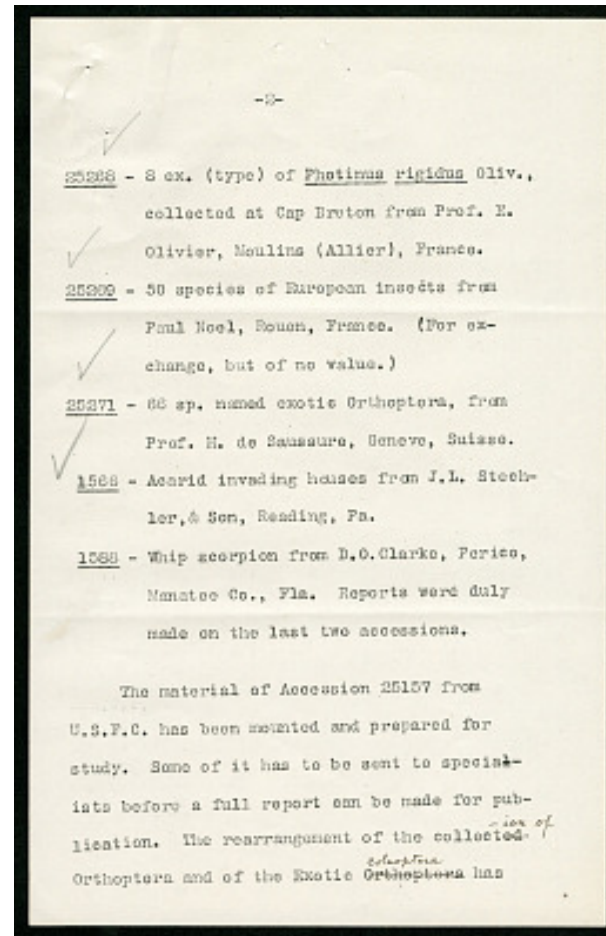 -2-
25268 - 8 ex. (type) of Photinus rigidus Oliv.,
collected at Cap Breton from Prof. E.
Olivier, Moulins (Allier), France.
25269 - 50 species of European insects from
Paul Noel, Rouen, France. (For ex-
change, but of no value.)
25271 - 66 sp. named exotic Orthoptera, from
Prof. H. de Saussure, Geneve, Suisse.
- Acarid invading houses from J.L. Stech-
ler,& Son, Reading, Pa.
- Whip scorpion from D.O.Clarke, Perico,
Manatee Co., Fla. Reports were duly
made on the last two accessions.
The material of Accession 25157 from
U.S.F.C. has been mounted and prepared for
study. Some of it has to be sent to special-
ists before a full report can be made for pub-
lication. The rearrangement of the collected -ion of
Orthoptera and of the Exotic Orthoptera coleoptera has